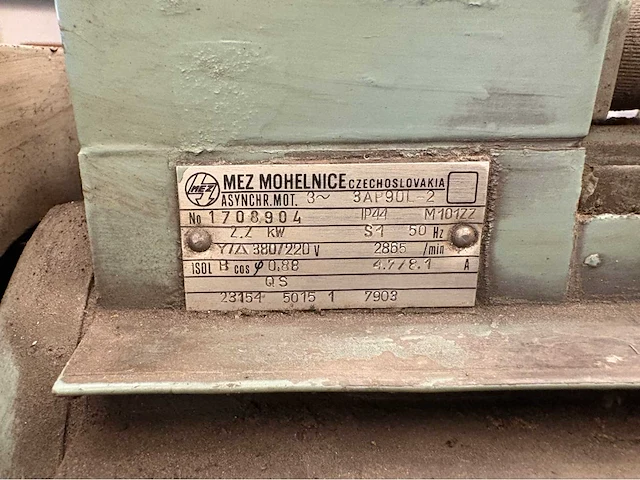 MEZ MEZ MOHELNICE CZECHOSLOVAKIA
ASYNCHR. MOT. 3~ 3AP90L-2
No 1708904 IP44 M101ZZ
2.2 kW S1 50 Hz
Y/△ 380/220 V 2865 /min
ISOL B cos φ 0.88 4.7/8.1 A
QS
23154 5015 1 7903